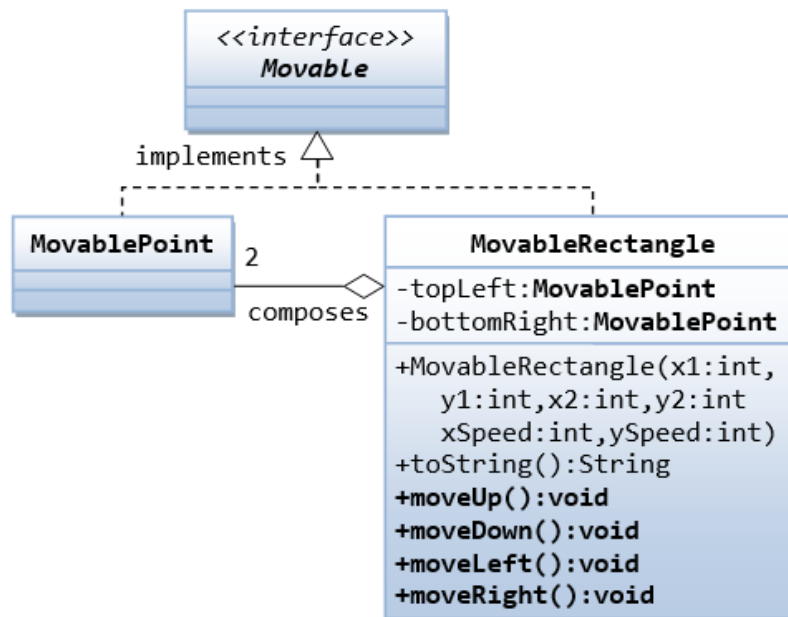 <<interface>>
Movable
implements
MovablePoint
2
composes
MovableRectangle
-topLeft:MovablePoint
-bottomRight:MovablePoint
+MovableRectangle(x1:int,
y1:int,x2:int,y2:int
xSpeed:int,ySpeed:int)
+toString():String
+moveUp():void
+moveDown():void
+moveLeft():void
+moveRight():void